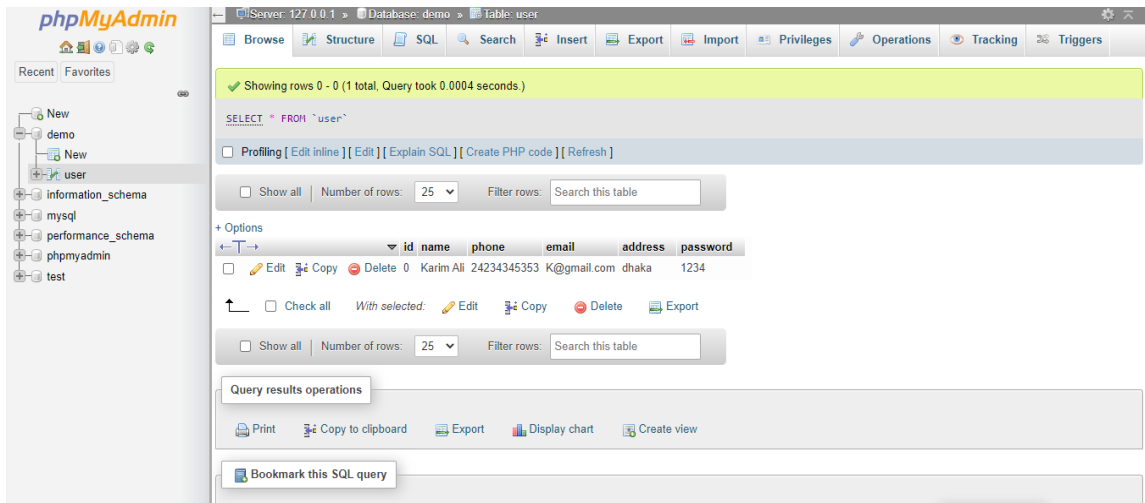 phpMyAdmin
Recent Favorites
New
demo
New
user
information_schema
mysql
performance_schema
phpmyadmin
test
Server: 127.0.0.1 » Database: demo » Table: user
Browse Structure SQL Search Insert Export Import Privileges Operations Tracking Triggers
Showing rows 0 - 0 (1 total, Query took 0.0004 seconds.)
SELECT * FROM `user`
Profiling [ Edit inline ] [ Edit ] [ Explain SQL ] [ Create PHP code ] [ Refresh ]
Show all | Number of rows: 25 Filter rows: Search this table
+ Options
←T→ id name phone email address password
Edit Copy Delete 0 Karim Ali 24234345353 K@gmail.com dhaka 1234
Check all With selected: Edit Copy Delete Export
Show all | Number of rows: 25 Filter rows: Search this table
Query results operations
Print Copy to clipboard Export Display chart Create view
Bookmark this SQL query